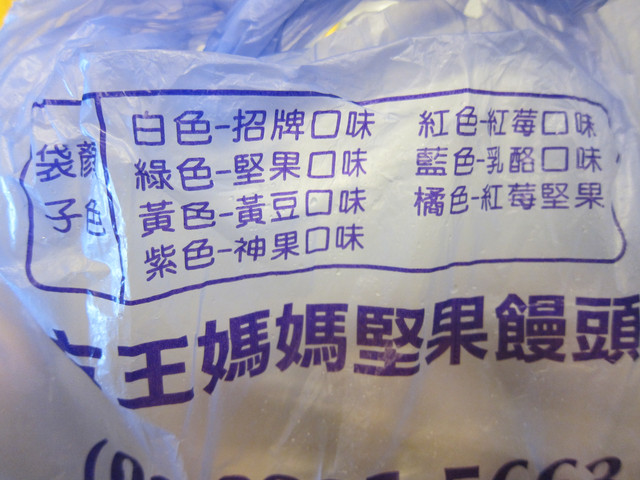 袋子
顏色
白色-招牌口味
綠色-堅果口味
黃色-黃豆口味
紫色-神果口味
紅色-紅莓口味
藍色-乳酪口味
橘色-紅莓堅果
王媽媽堅果饅頭